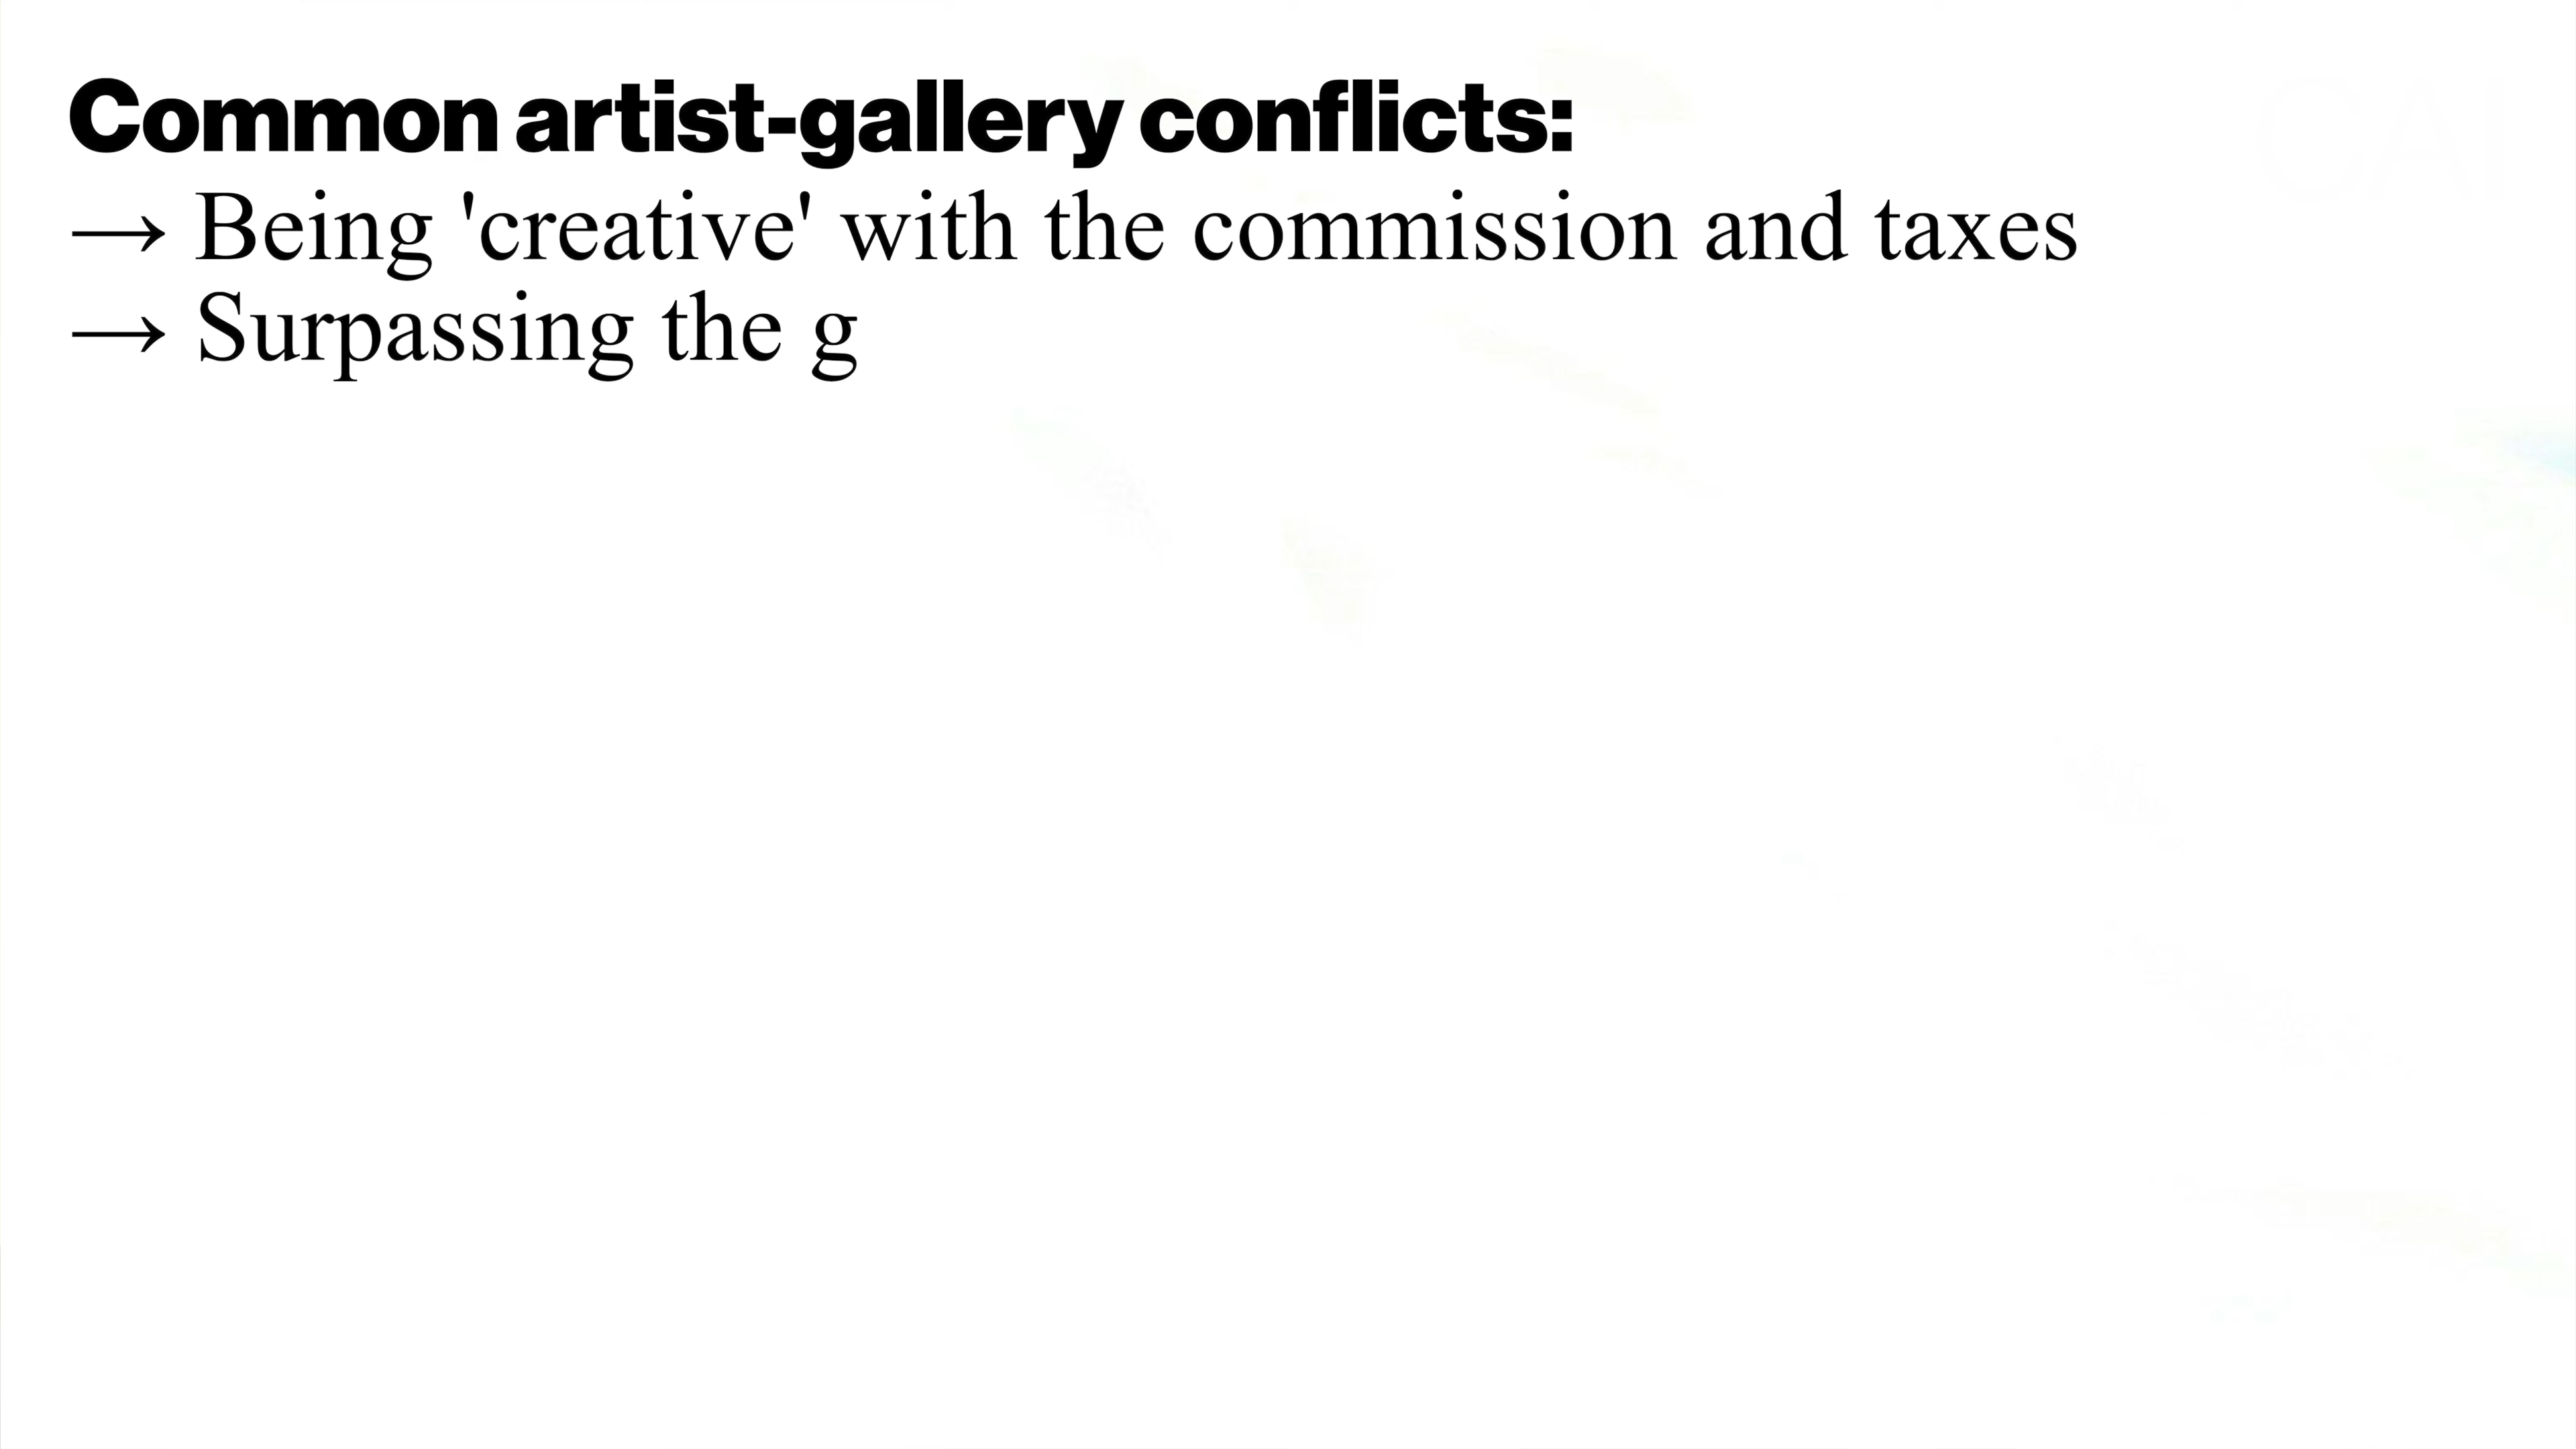 Common artist-gallery conflicts:
→ Being 'creative' with the commission and taxes
→ Surpassing the g